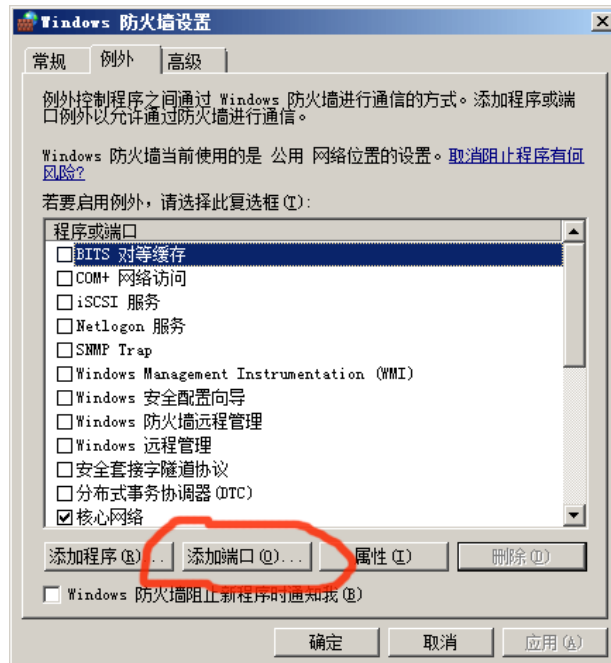 Windows 防火墙设置
常规 例外 高级
例外控制程序之间通过 Windows 防火墙进行通信的方式。添加程序或端
口例外以允许通过防火墙进行通信。
Windows 防火墙当前使用的是 公用 网络位置的设置。取消阻止程序有何
风险?
若要启用例外，请选择此复选框(T):
程序或端口
BITS 对等缓存
COM+ 网络访问
iSCSI 服务
Netlogon 服务
SNMP Trap
Windows Management Instrumentation (WMI)
Windows 安全配置向导
Windows 防火墙远程管理
Windows 远程管理
安全套接字隧道协议
分布式事务协调器(DTC)
核心网络
添加程序(R)... 添加端口(O)... 属性(I) 删除(D)
Windows 防火墙阻止新程序时通知我(B)
确定 取消 应用(A)